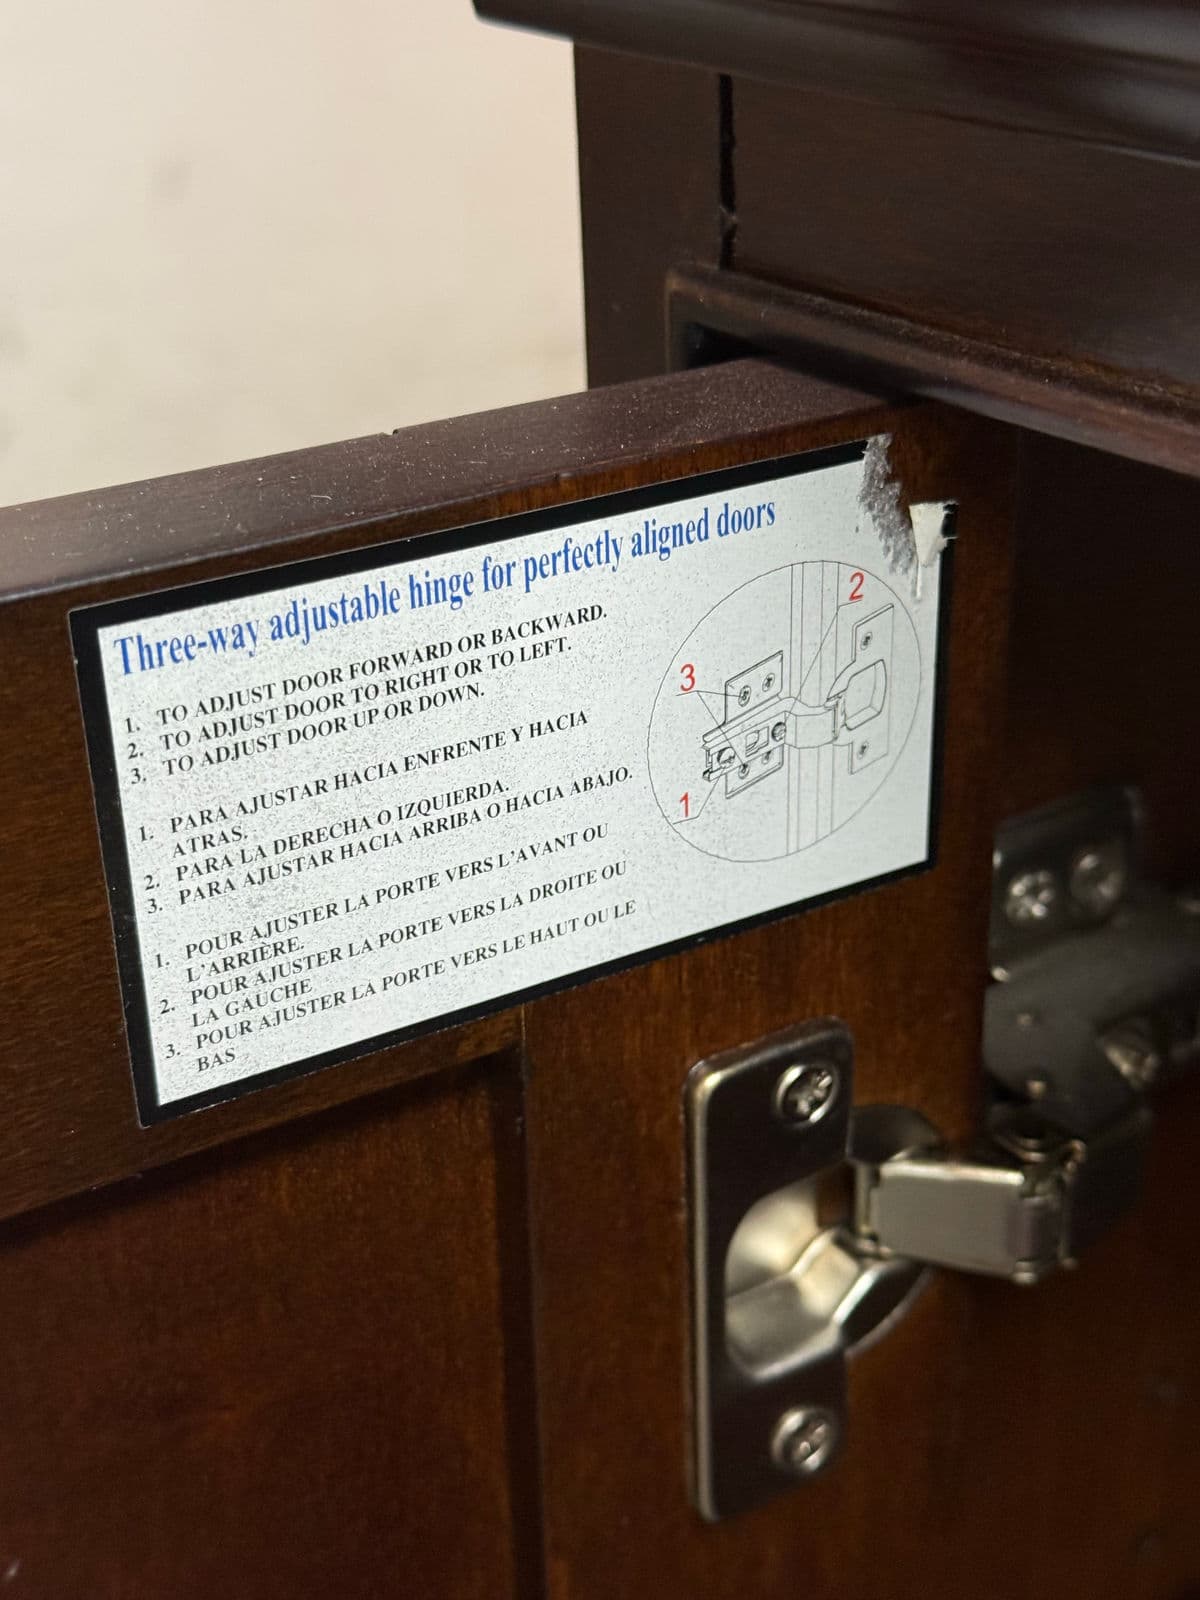 Three-way adjustable hinge for perfectly aligned doors
1. TO ADJUST DOOR FORWARD OR BACKWARD.
2. TO ADJUST DOOR TO RIGHT OR TO LEFT.
3. TO ADJUST DOOR UP OR DOWN.
1. PARA AJUSTAR HACIA ENFRENTE Y HACIA
ATRAS.
2. PARA LA DERECHA O IZQUIERDA.
3. PARA AJUSTAR HACIA ARRIBA O HACIA ABAJO.
1. POUR AJUSTER LA PORTE VERS L'AVANT OU
L'ARRIÈRE.
2. POUR AJUSTER LA PORTE VERS LA DROITE OU
LA GAUCHE
3. POUR AJUSTER LA PORTE VERS LE HAUT OU LE
BAS
2
3
1